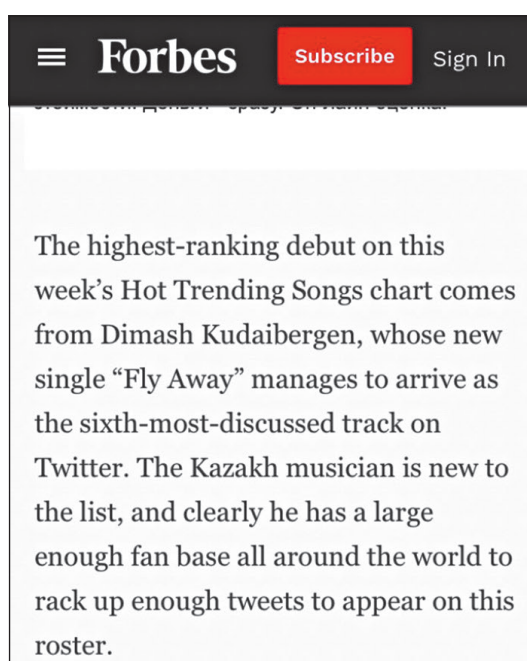 Forbes
Subscribe
Sign In
The highest-ranking debut on this
week’s Hot Trending Songs chart comes
from Dimash Kudaibergen, whose new
single “Fly Away” manages to arrive as
the sixth-most-discussed track on
Twitter. The Kazakh musician is new to
the list, and clearly he has a large
enough fan base all around the world to
rack up enough tweets to appear on this
roster.